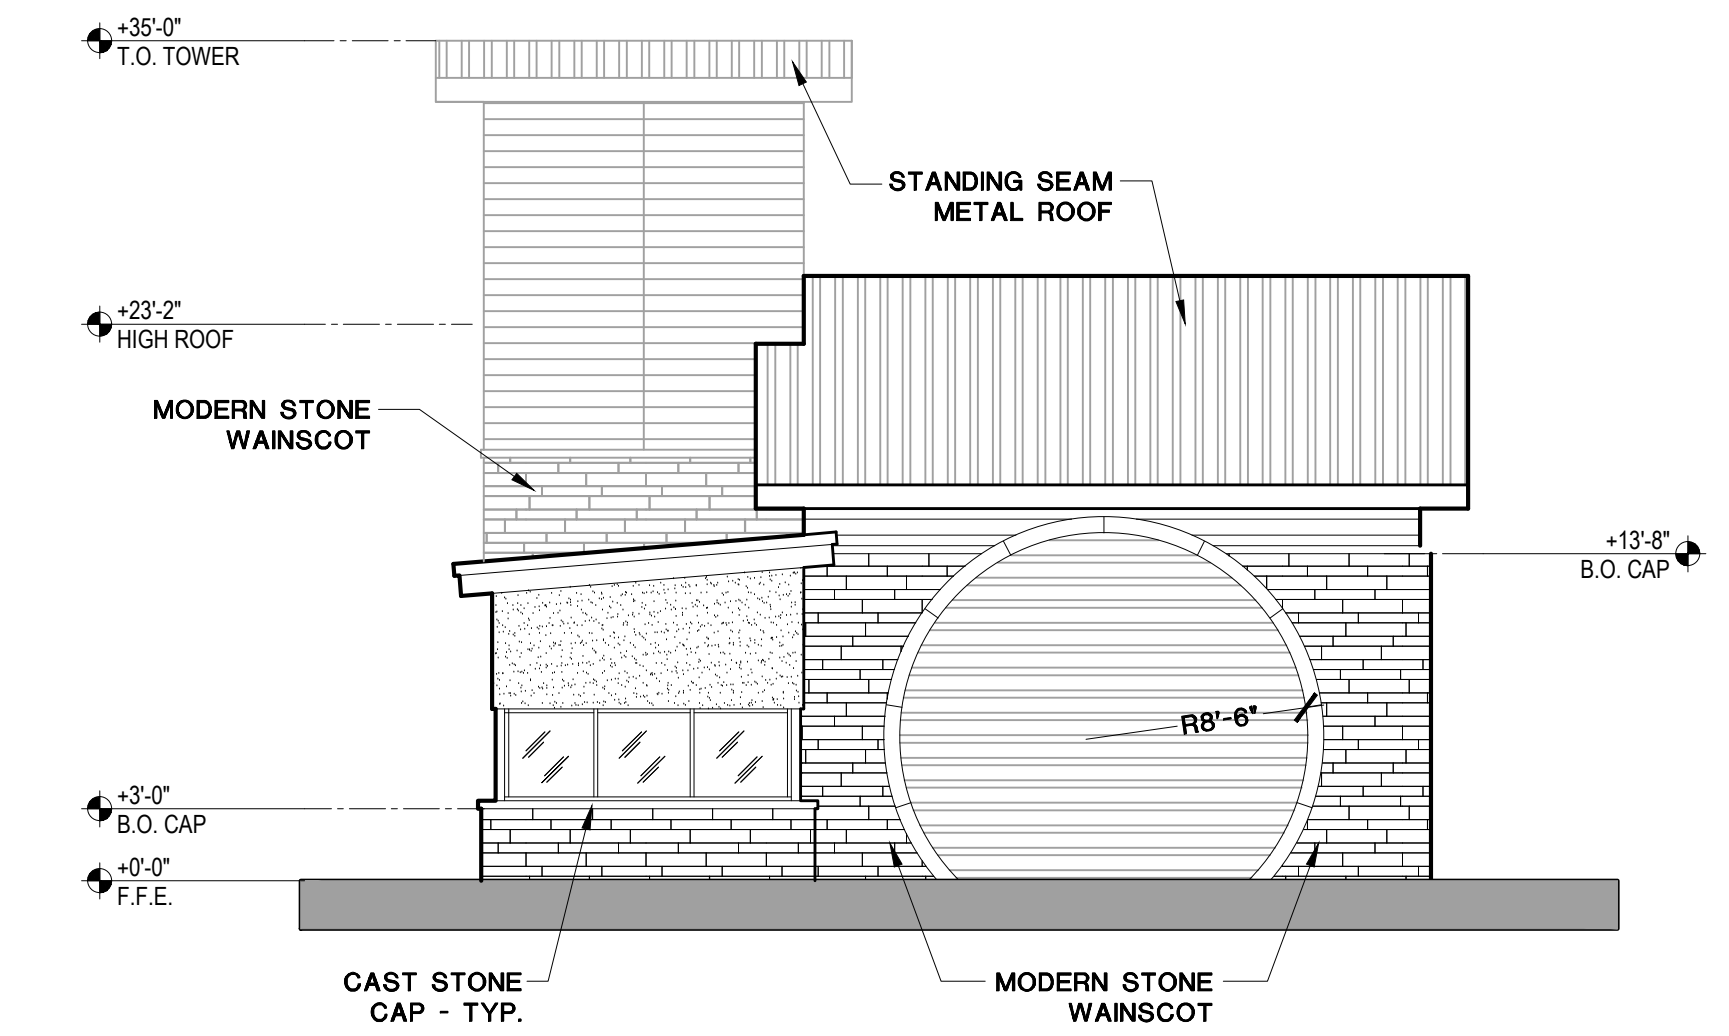 +35'-0"
T.O. TOWER
STANDING SEAM
METAL ROOF
+23'-2"
HIGH ROOF
MODERN STONE
WAINSCOT
+13'-8"
B.O. CAP
R8'-6"
+3'-0"
B.O. CAP
+0'-0"
F.F.E.
CAST STONE
CAP - TYP.
MODERN STONE
WAINSCOT